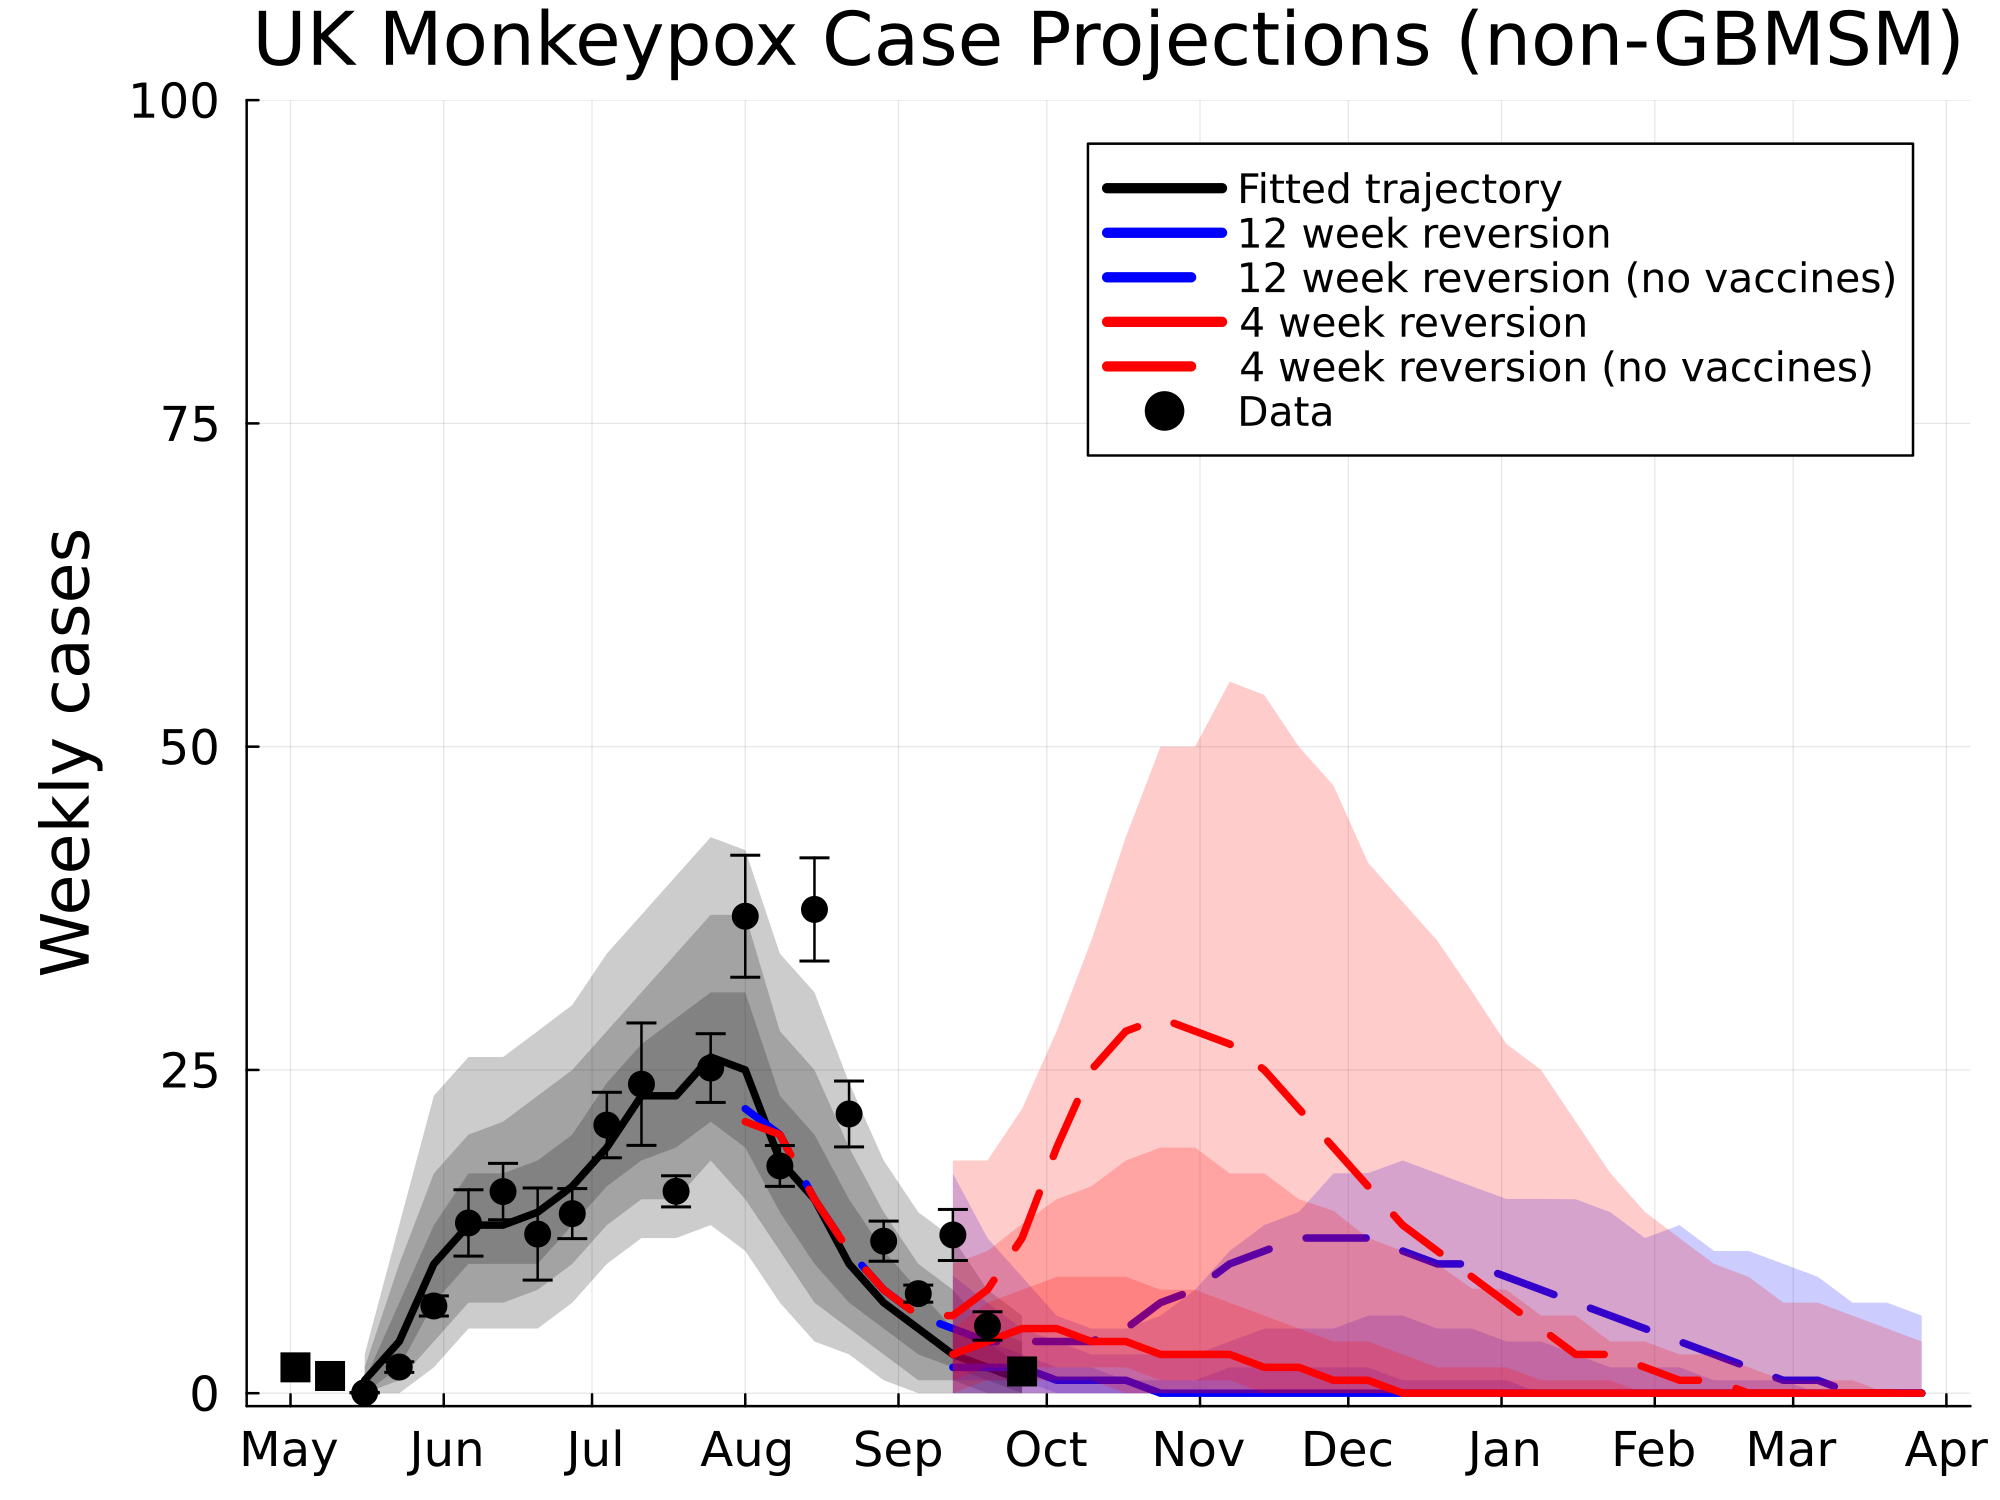 UK Monkeypox Case Projections (non-GBMSM)
100
75
50
25
0
Weekly cases
Fitted trajectory
12 week reversion
12 week reversion (no vaccines)
4 week reversion
4 week reversion (no vaccines)
Data
May Jun Jul Aug Sep Oct Nov Dec Jan Feb Mar Apr